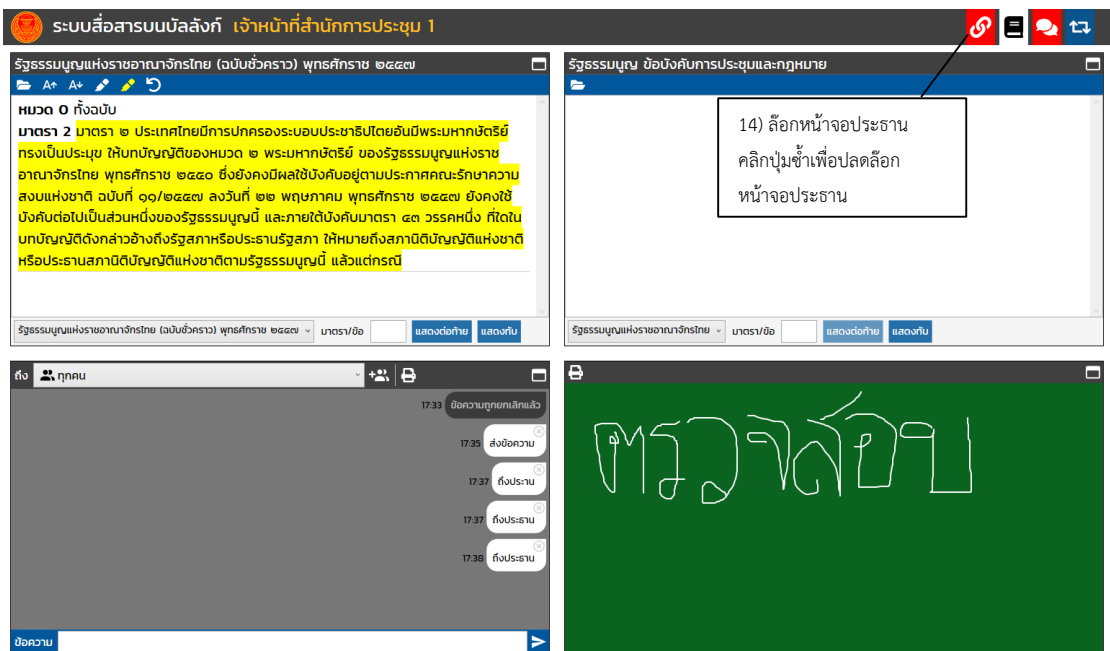 ระบบสื่อสารบนบัลลังก์ เจ้าหน้าที่สำนักการประชุม 1
รัฐธรรมนูญแห่งราชอาณาจักรไทย (ฉบับชั่วคราว) พุทธศักราช ๒๕๕๗
A A
หมวด 0 ทั้งฉบับ
มาตรา 2 มาตรา ๒ ประเทศไทยมีการปกครองระบอบประชาธิปไตยอันมีพระมหากษัตริย์
ทรงเป็นประมุข ให้บทบัญญัติของหมวด ๒ พระมหากษัตริย์ ของรัฐธรรมนูญแห่งราช
อาณาจักรไทย พุทธศักราช ๒๕๕๐ ซึ่งยังคงมีผลใช้บังคับอยู่ตามประกาศคณะรักษาความ
สงบแห่งชาติ ฉบับที่ ๑๑/๒๕๕๗ ลงวันที่ ๒๒ พฤษภาคม พุทธศักราช ๒๕๕๗ ยังคงใช้
บังคับต่อไปเป็นส่วนหนึ่งของรัฐธรรมนูญนี้ และภายใต้บังคับมาตรา ๔๓ วรรคหนึ่ง ที่ใดใน
บทบัญญัติดังกล่าวอ้างถึงรัฐสภาหรือประธานรัฐสภา ให้หมายถึงสภานิติบัญญัติแห่งชาติ
หรือประธานสภานิติบัญญัติแห่งชาติตามรัฐธรรมนูญนี้ แล้วแต่กรณี
รัฐธรรมนูญแห่งราชอาณาจักรไทย (ฉบับชั่วคราว) พุทธศักราช ๒๕๕๗ มาตรา/ข้อ แสดงต่อท้าย แสดงทับ
รัฐธรรมนูญ ข้อบังคับการประชุมและกฎหมาย
14) ล๊อกหน้าจอประธาน
คลิกปุ่มซ้ำเพื่อปลดล๊อก
หน้าจอประธาน
รัฐธรรมนูญแห่งราชอาณาจักรไทย มาตรา/ข้อ แสดงต่อท้าย แสดงทับ
ถึง ทุกคน
17:33 ข้อความถูกยกเลิกแล้ว
17:35 ส่งข้อความ
17:37 ถึงประาน
17:37 ถึงประธาน
17:38 ถึงประธาน
ข้อความ
ตรวจสอบ